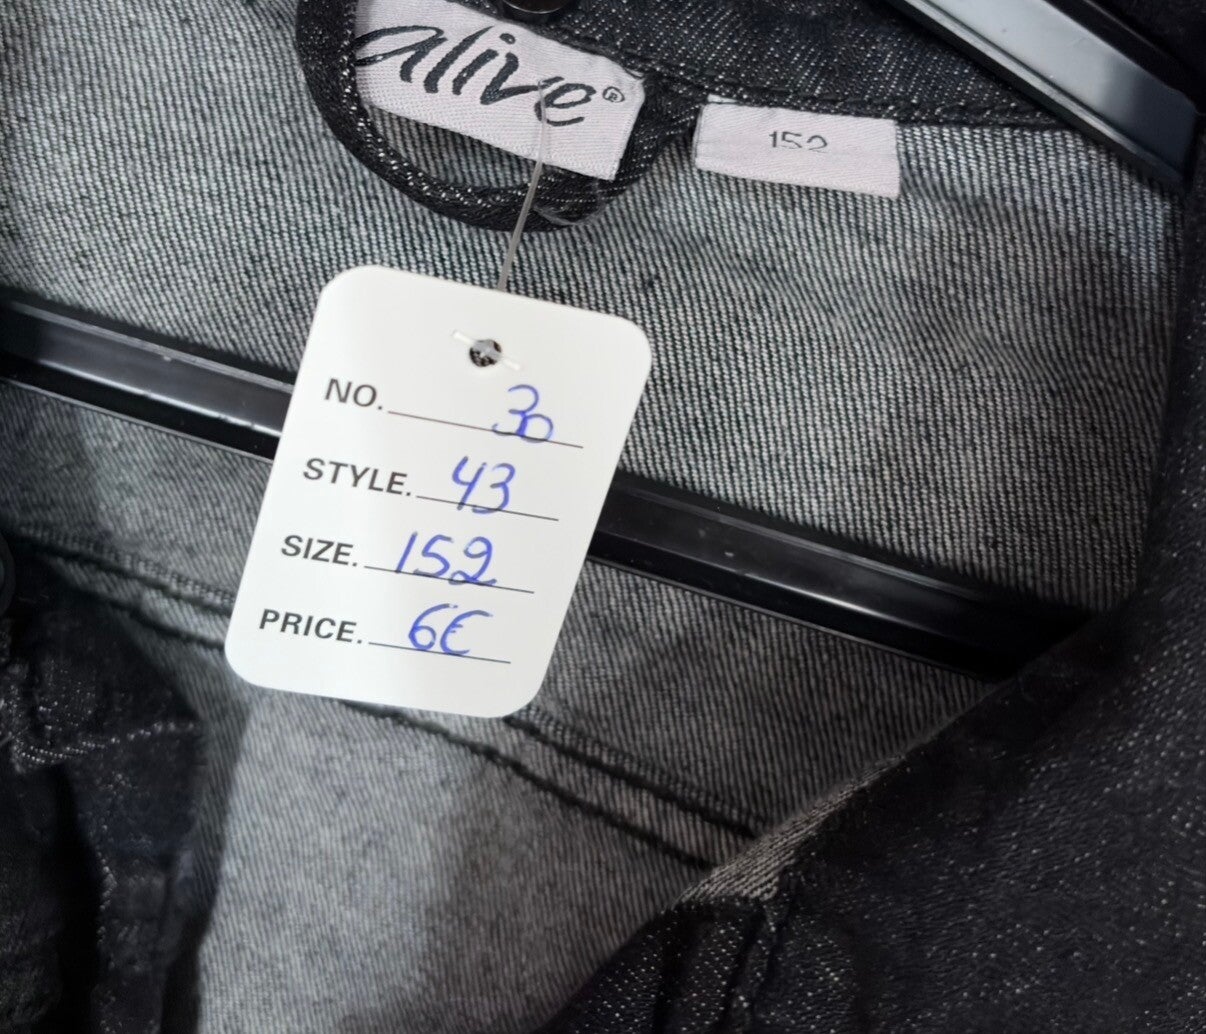 alive®
152
NO. 30
STYLE. 43
SIZE. 152
PRICE. 6€